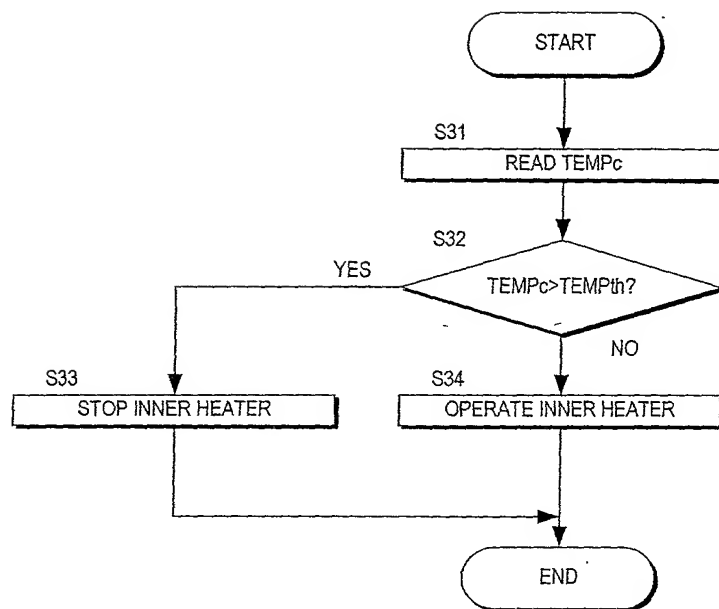 START
S31
READ TEMPc
S32
YES
TEMPc>TEMPth?
NO
S33
STOP INNER HEATER
S34
OPERATE INNER HEATER
END